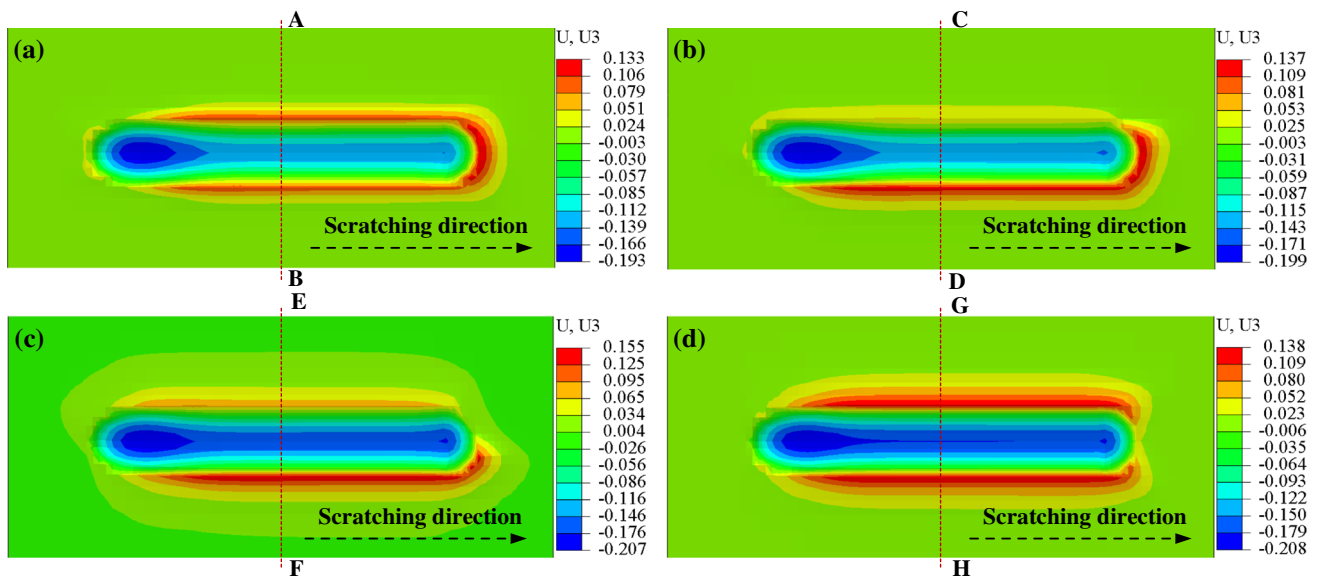 A
(a)
U, U3
0.133
0.106
0.079
0.051
0.024
-0.003
-0.030
-0.057
-0.085
-0.112
-0.139
-0.166
-0.193
Scratching direction
B
C
(b)
U, U3
0.137
0.109
0.081
0.053
0.024
-0.003
-0.031
-0.059
-0.087
-0.115
-0.143
-0.171
-0.199
Scratching direction
D
E
(c)
U, U3
0.155
0.125
0.095
0.065
0.034
0.004
-0.026
-0.056
-0.086
-0.116
-0.146
-0.176
-0.207
Scratching direction
F
G
(d)
U, U3
0.138
0.109
0.080
0.052
0.023
-0.006
-0.035
-0.064
-0.093
-0.122
-0.150
-0.179
-0.208
Scratching direction
H